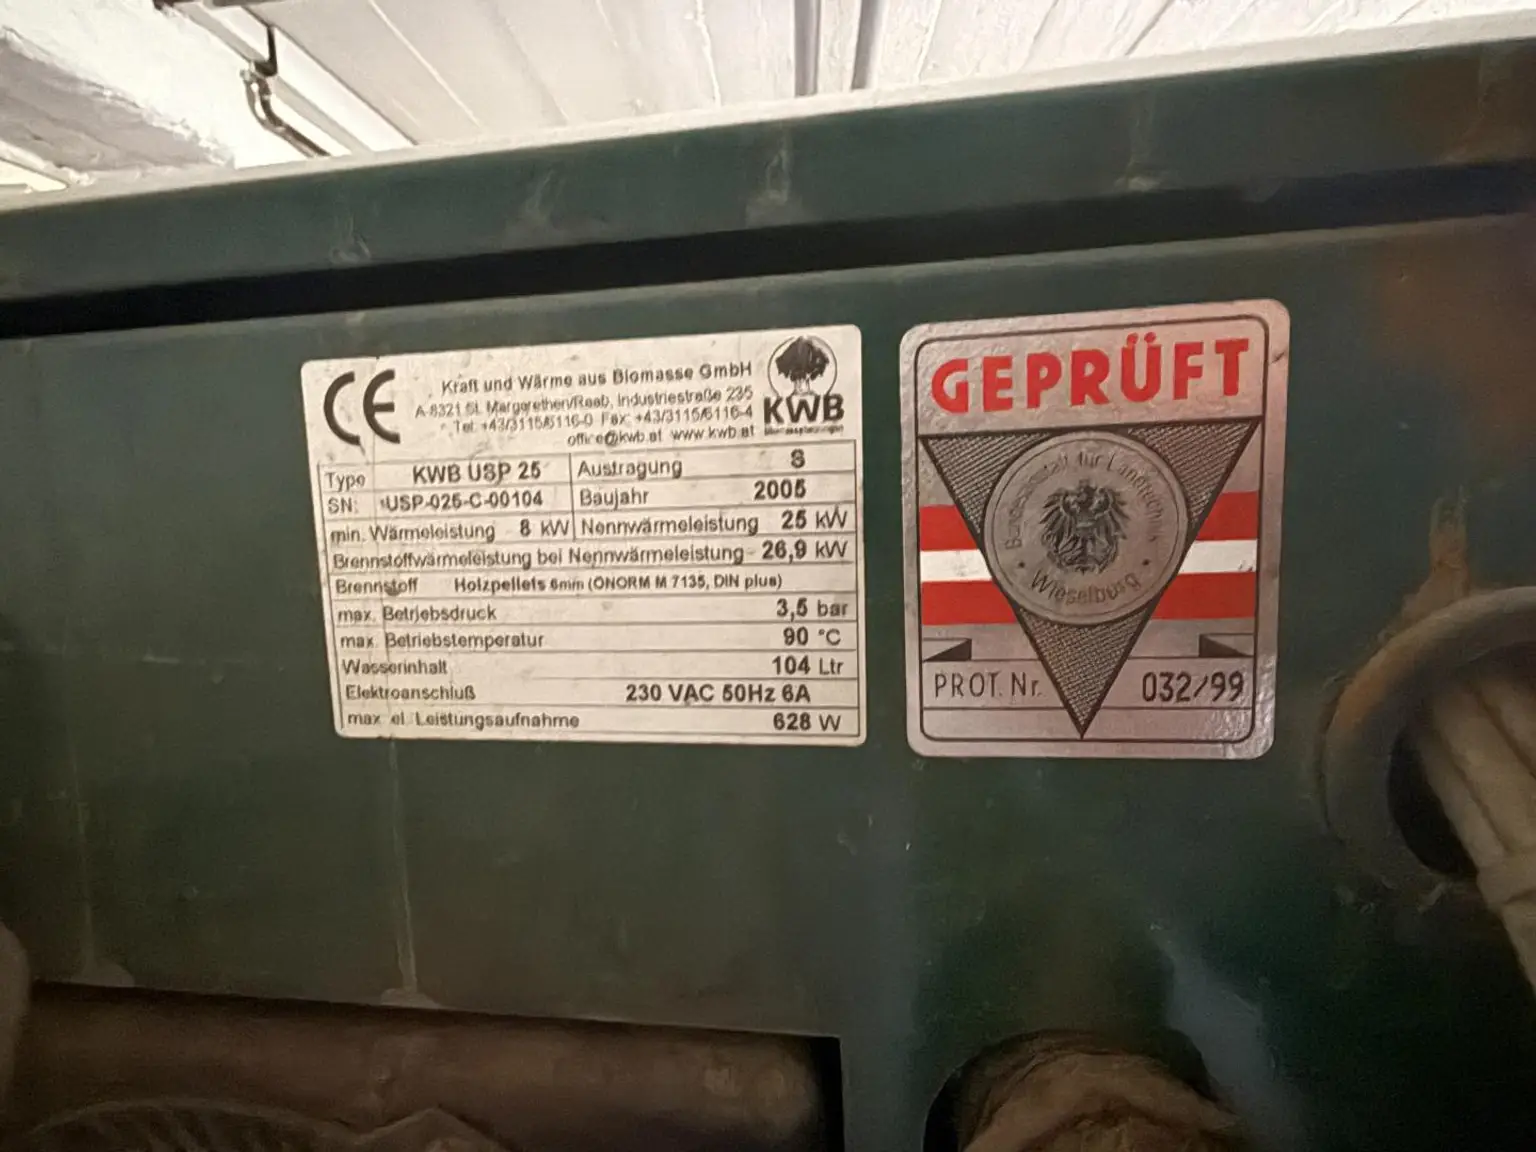 CE
Kraft und Wärme aus Biomasse GmbH
A-8321 St. Margarethen/Raab, Industriestraße 235
Tel: +43/3115/6116-0 Fax: +43/3115/6116-4
office@kwb.at www.kwb.at
KWB
Type KWB USP 25 Austragung S
SN: USP-025-C-00104 Baujahr 2005
min. Wärmeleistung 8 kW Nennwärmeleistung 25 kW
Brennstoffwärmeleistung bei Nennwärmeleistung 26,9 kW
Brennstoff Holzpellets 6mm (ÖNORM M 7135, DIN plus)
max. Betriebsdruck 3,5 bar
max. Betriebstemperatur 90 °C
Wasserinhalt 104 Ltr
Elektroanschluß 230 VAC 50Hz 6A
max. el. Leistungsaufnahme 628 W
GEPRÜFT
Bundesanstalt für Landtechnik
• Wieselburg •
PROT. Nr. 032/99